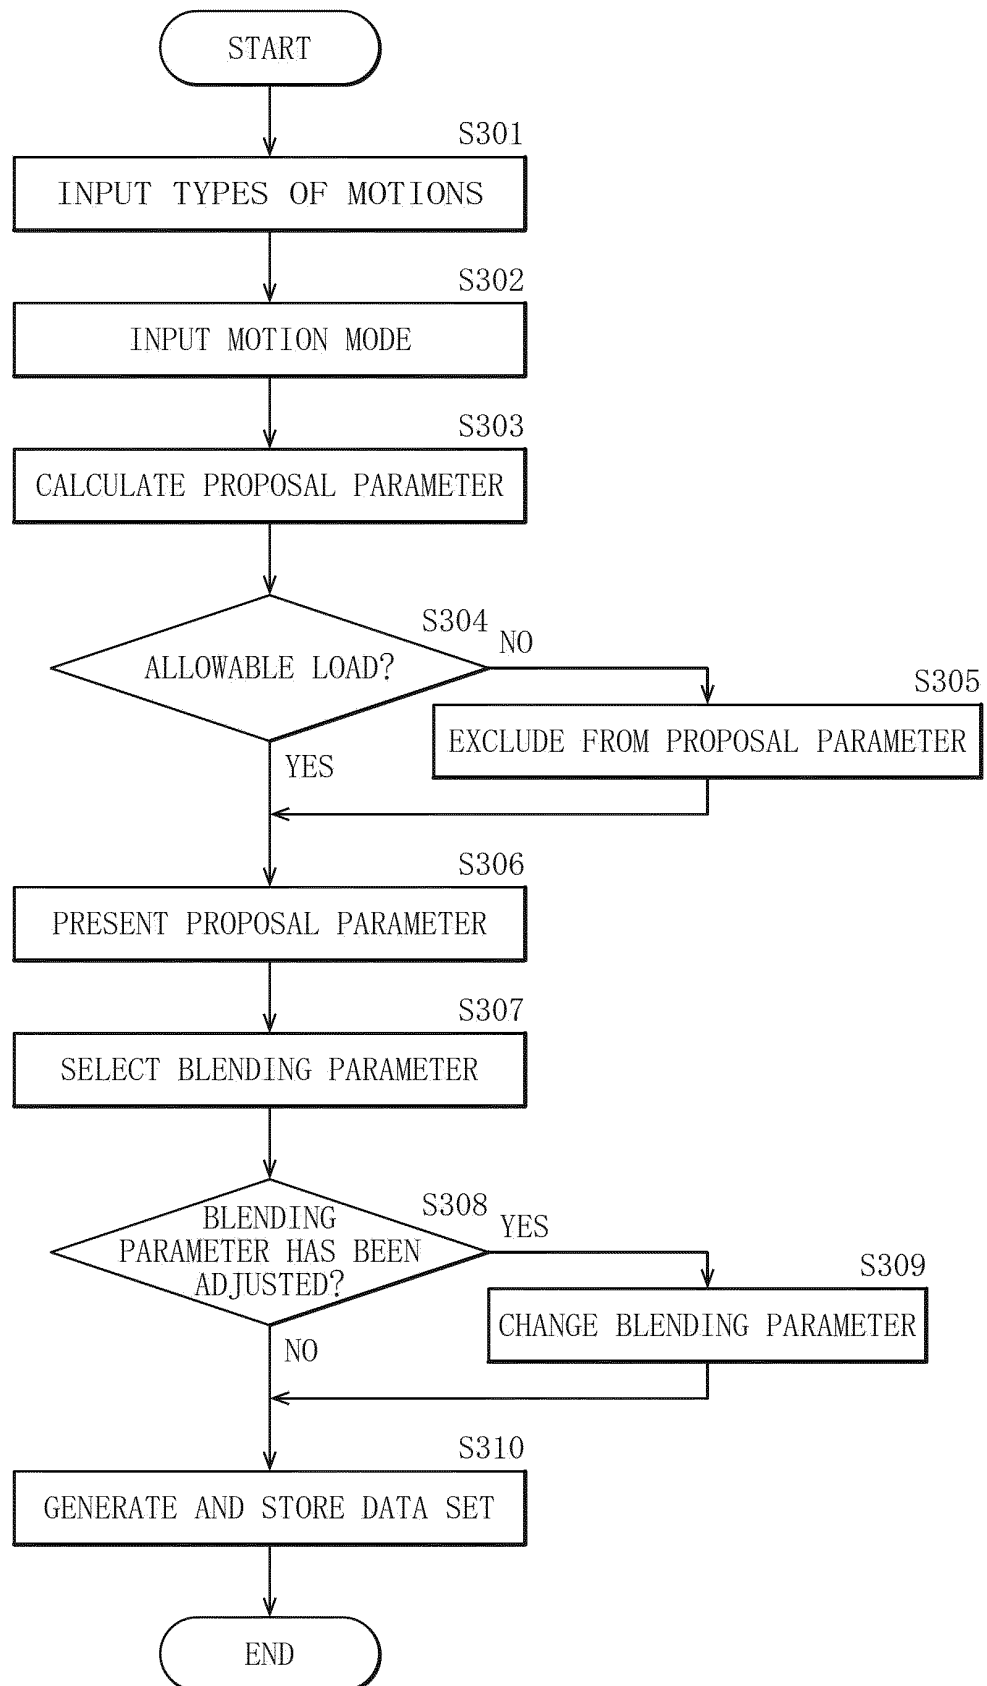 START
S301
INPUT TYPES OF MOTIONS
S302
INPUT MOTION MODE
S303
CALCULATE PROPOSAL PARAMETER
S304
ALLOWABLE LOAD?
NO
YES
S305
EXCLUDE FROM PROPOSAL PARAMETER
S306
PRESENT PROPOSAL PARAMETER
S307
SELECT BLENDING PARAMETER
S308
BLENDING
PARAMETER HAS BEEN
ADJUSTED?
YES
NO
S309
CHANGE BLENDING PARAMETER
S310
GENERATE AND STORE DATA SET
END